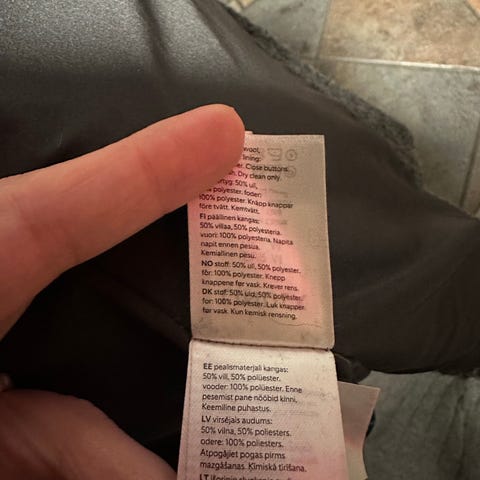 wool,
lining:
Close buttons
Dry clean only.
50% ull,
polyester. foder:
100% polyester. Knäpp knappar
före tvätt. Kemtvätt.
FI päällinen kangas:
50% villaa, 50% polyesteria.
vuori: 100% polyesteria. Napita
napit ennen pesua.
Kemiallinen pesu.
NO stoff: 50% ull, 50% polyester.
fôr: 100% polyester. Knepp
knappene før vask. Krever rens.
DK stof: 50% uld, 50% polyester.
for: 100% polyester. Luk knapper
før vask. Kun kemisk rensning.
EE pealismaterjali kangas:
50% vill, 50% polüester.
vooder: 100% polüester. Enne
pesemist pane nööbid kinni,
Keemiline puhastus.
LV virsējais audums:
50% vilna, 50% poliesters.
odere: 100% poliesters.
Atpogājiet pogas pirms
mazgāšanas. Ķīmiskā tīrīšana.
LT